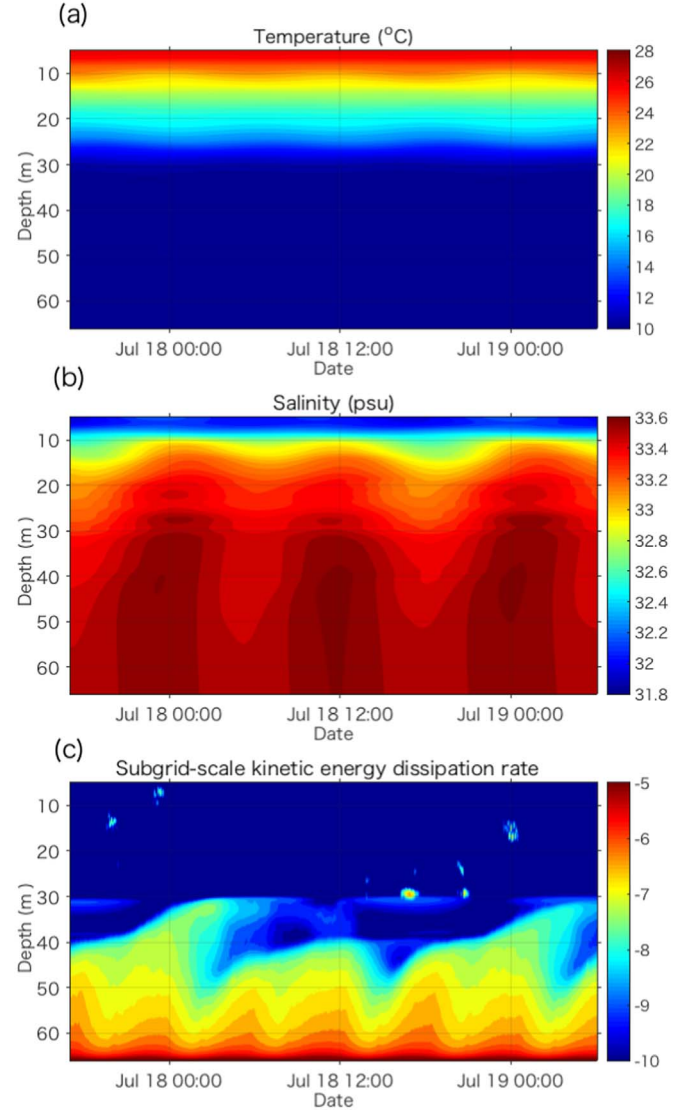 (a)
Temperature (°C)
10
20
30
40
50
60
Depth (m )
28
26
24
22
20
18
16
14
12
10
Jul 18 00:00
Jul 18 12:00
Jul 19 00:00
Date
(b)
Salinity (psu)
10
20
30
40
50
60
Depth (m )
33.6
33.4
33.2
33
32.8
32.6
32.4
32.2
32
31.8
Jul 18 00:00
Jul 18 12:00
Jul 19 00:00
Date
(c)
Subgrid-scale kinetic energy dissipation rate
10
20
30
40
50
60
Depth (m )
-5
-6
-7
-8
-9
-10
Jul 18 00:00
Jul 18 12:00
Jul 19 00:00
Date